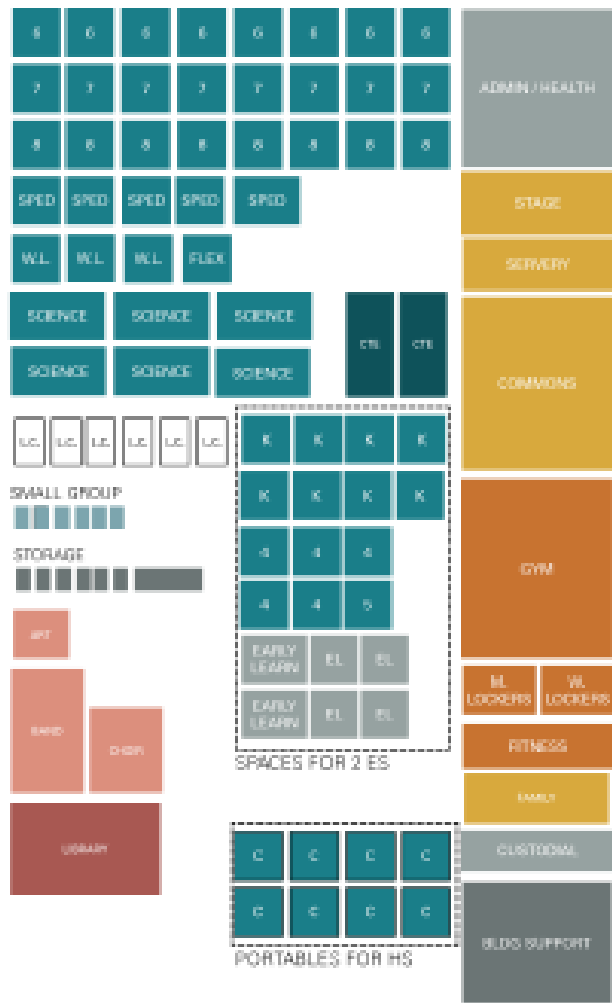 6 6 6 6 6 6 6 6
7 7 7 7 7 7 7 7
8 8 8 8 8 8 8 8
SPED SPED SPED SPED SPED
W.L. W.L. W.L. FLEX
SCIENCE SCIENCE SCIENCE
SCIENCE SCIENCE SCIENCE
CTE CTE
L.C. L.C. L.C. L.C. L.C. L.C.
SMALL GROUP
STORAGE
ART
BAND
CHOIR
LIBRARY
K K K K
K K K K
4 4 4
4 4 5
EARLY
LEARN
EL EL
EARLY
LEARN
EL EL
SPACES FOR 2 ES
C C C C
C C C C
PORTABLES FOR HS
ADMIN / HEALTH
STAGE
SERVERY
COMMONS
GYM
M.
LOCKERS
W.
LOCKERS
FITNESS
FAMILY
CUSTODIAL
BLDG SUPPORT